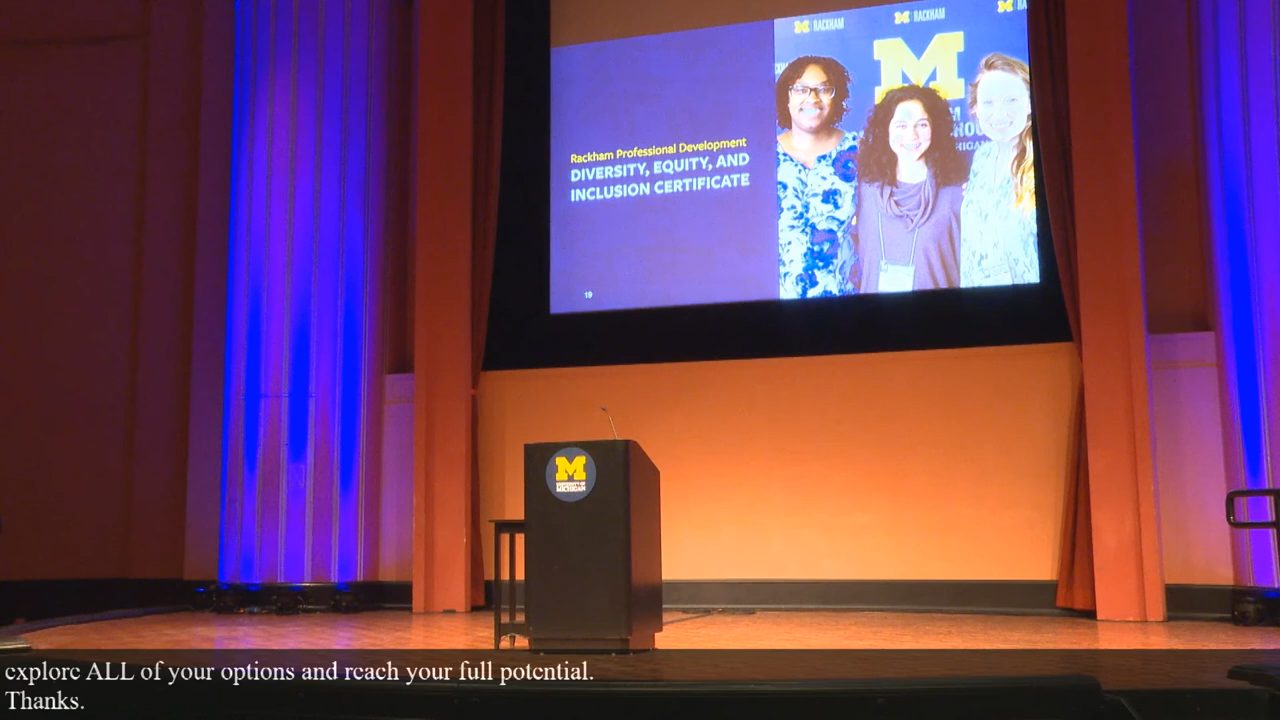 RACKHAM
RACKHAM
M
Rackham Professional Development
DIVERSITY, EQUITY, AND
INCLUSION CERTIFICATE
19
M
UNIVERSITY OF
MICHIGAN
explore ALL of your options and reach your full potential.
Thanks.